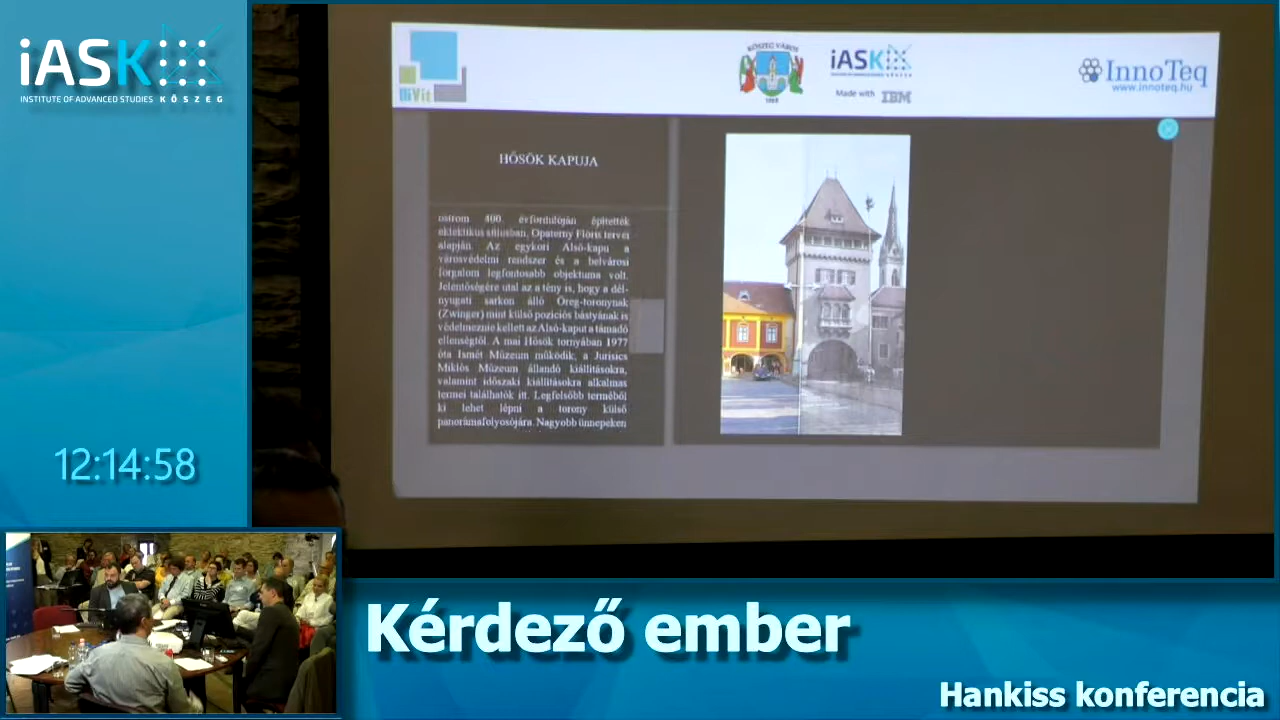 iASK
INSTITUTE OF ADVANCED STUDIES KŐSZEG
KŐSZEG VÁROS
iASK
Made with IBM
InnoTeq
www.innoteq.hu
HŐSÖK KAPUJA
ostrom 400. évfordulóján építették
eklektikus stílusban, Opaterny Flóris tervei
alapján. Az egykori Alsó-kapu a
városvédelmi rendszer és a belvárosi
forgalom legfontosabb objektuma volt.
Jelentőségére utal az a tény is, hogy a dél-
nyugati sarkon álló Öreg-toronynak
(Zwinger) mint külső pozíciós bástyának is
védelmeznie kellett az Alsó-kaput a támadó
ellenségtől. A mai Hősök tornyában 1977
óta Ismét Múzeum működik, a Jurisics
Miklós Múzeum állandó kiállításokra,
valamint időszaki kiállításokra alkalmas
termei találhatók itt. Legfelsőbb terméből
ki lehet lépni a torony külső
panorámafolyosójára. Nagyobb ünnepeken
12:14:58
Kérdező ember
Hankiss konferencia